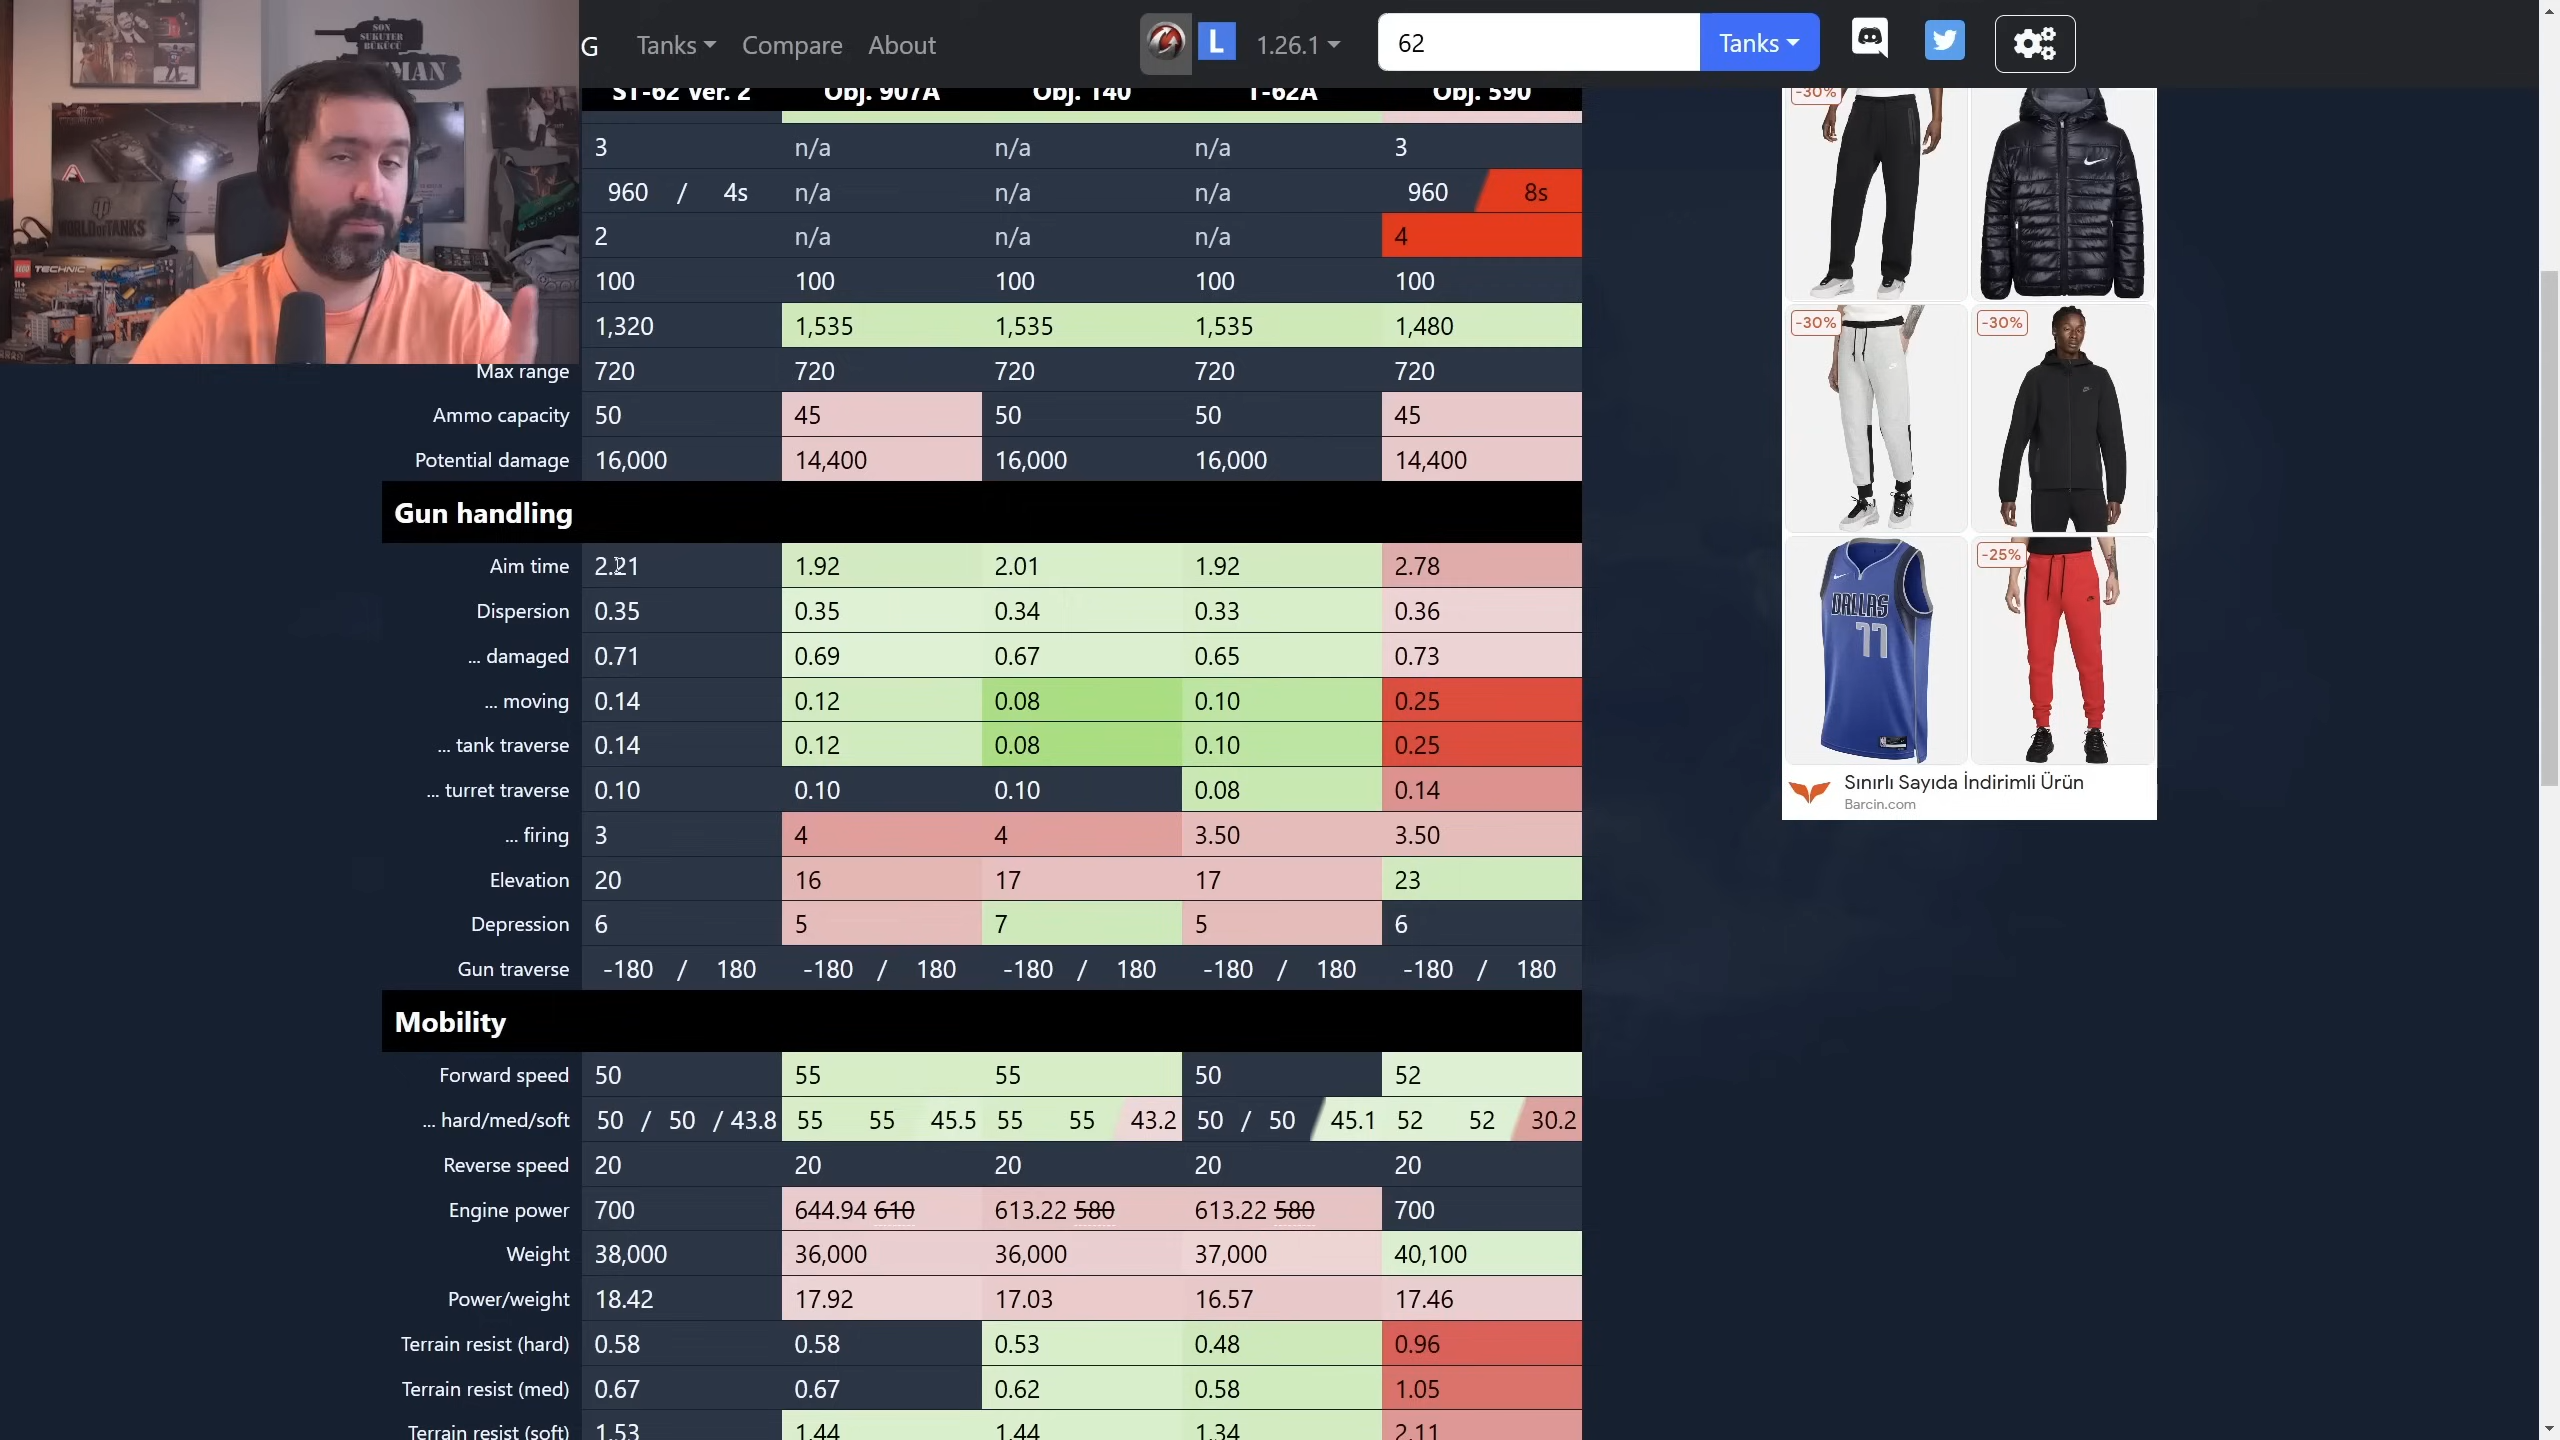 SON
SUKUTER
BÜKÜCÜ
MAN
WORLD OF TANKS
LEGO TECHNIC
G Tanks Compare About L 1.26.1 62 Tanks
ST-62 Ver. 2 Obj. 907A Obj. 140 T-62A Obj. 590
3 n/a n/a n/a 3
960 / 4s n/a n/a n/a 960 8s
2 n/a n/a n/a 4
100 100 100 100 100
1,320 1,535 1,535 1,535 1,480
Max range 720 720 720 720 720
Ammo capacity 50 45 50 50 45
Potential damage 16,000 14,400 16,000 16,000 14,400
Gun handling
Aim time 2.21 1.92 2.01 1.92 2.78
Dispersion 0.35 0.35 0.34 0.33 0.36
... damaged 0.71 0.69 0.67 0.65 0.73
... moving 0.14 0.12 0.08 0.10 0.25
... tank traverse 0.14 0.12 0.08 0.10 0.25
... turret traverse 0.10 0.10 0.10 0.08 0.14
... firing 3 4 4 3.50 3.50
Elevation 20 16 17 17 23
Depression 6 5 7 5 6
Gun traverse -180 / 180 -180 / 180 -180 / 180 -180 / 180 -180 / 180
Mobility
Forward speed 50 55 55 50 52
... hard/med/soft 50 / 50 / 43.8 55 55 45.5 55 55 43.2 50 / 50 45.1 52 52 30.2
Reverse speed 20 20 20 20 20
Engine power 700 644.94 610 613.22 580 613.22 580 700
Weight 38,000 36,000 36,000 37,000 40,100
Power/weight 18.42 17.92 17.03 16.57 17.46
Terrain resist (hard) 0.58 0.58 0.53 0.48 0.96
Terrain resist (med) 0.67 0.67 0.62 0.58 1.05
Terrain resist (soft) 1.53 1.44 1.44 1.34 2.11
-30%
-30%
-30%
-25%
DALLAS
77
Sınırlı Sayıda İndirimli Ürün
Barcin.com